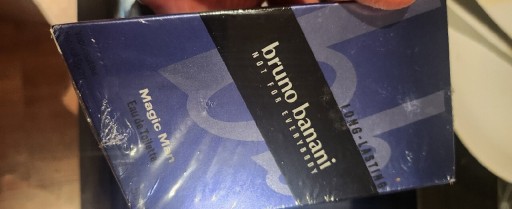 bruno banani
NOT FOR EVERYBODY
LONG-LASTING
Magic Man
Eau de Toilette